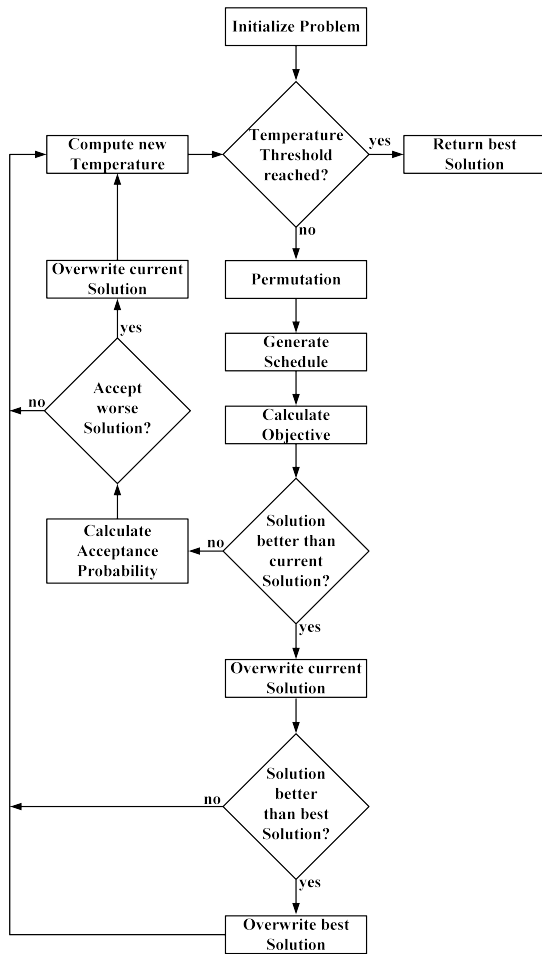 Initialize Problem
Temperature
Threshold
reached?
yes
Return best
Solution
no
Compute new
Temperature
Permutation
Overwrite current
Solution
yes
Generate
Schedule
Accept
worse
Solution?
no
Calculate
Objective
Solution
better than
current
Solution?
no
Calculate
Acceptance
Probability
yes
Overwrite current
Solution
Solution
better
than best
Solution?
no
yes
Overwrite best
Solution